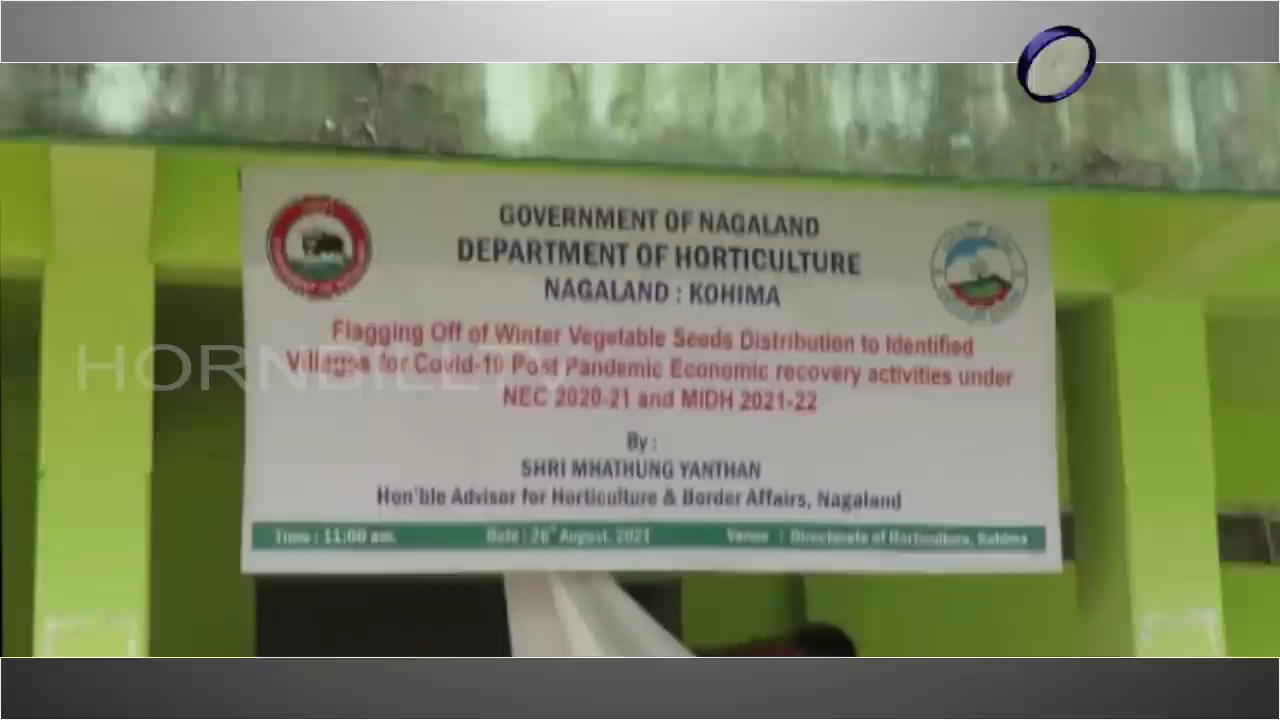 GOVERNMENT OF NAGALAND
DEPARTMENT OF HORTICULTURE
NAGALAND : KOHIMA
Flagging Off of Winter Vegetable Seeds Distribution to Identified
Villages for Covid-19 Post Pandemic Economic recovery activities under
NEC 2020-21 and MIDH 2021-22
By :
SHRI MHATHUNG YANTHAN
Hon'ble Advisor for Horticulture & Border Affairs, Nagaland
Time : 11:00 am. Date : 26th August, 2021 Venue : Directorate of Horticulture, Kohima
HORNBILL TV